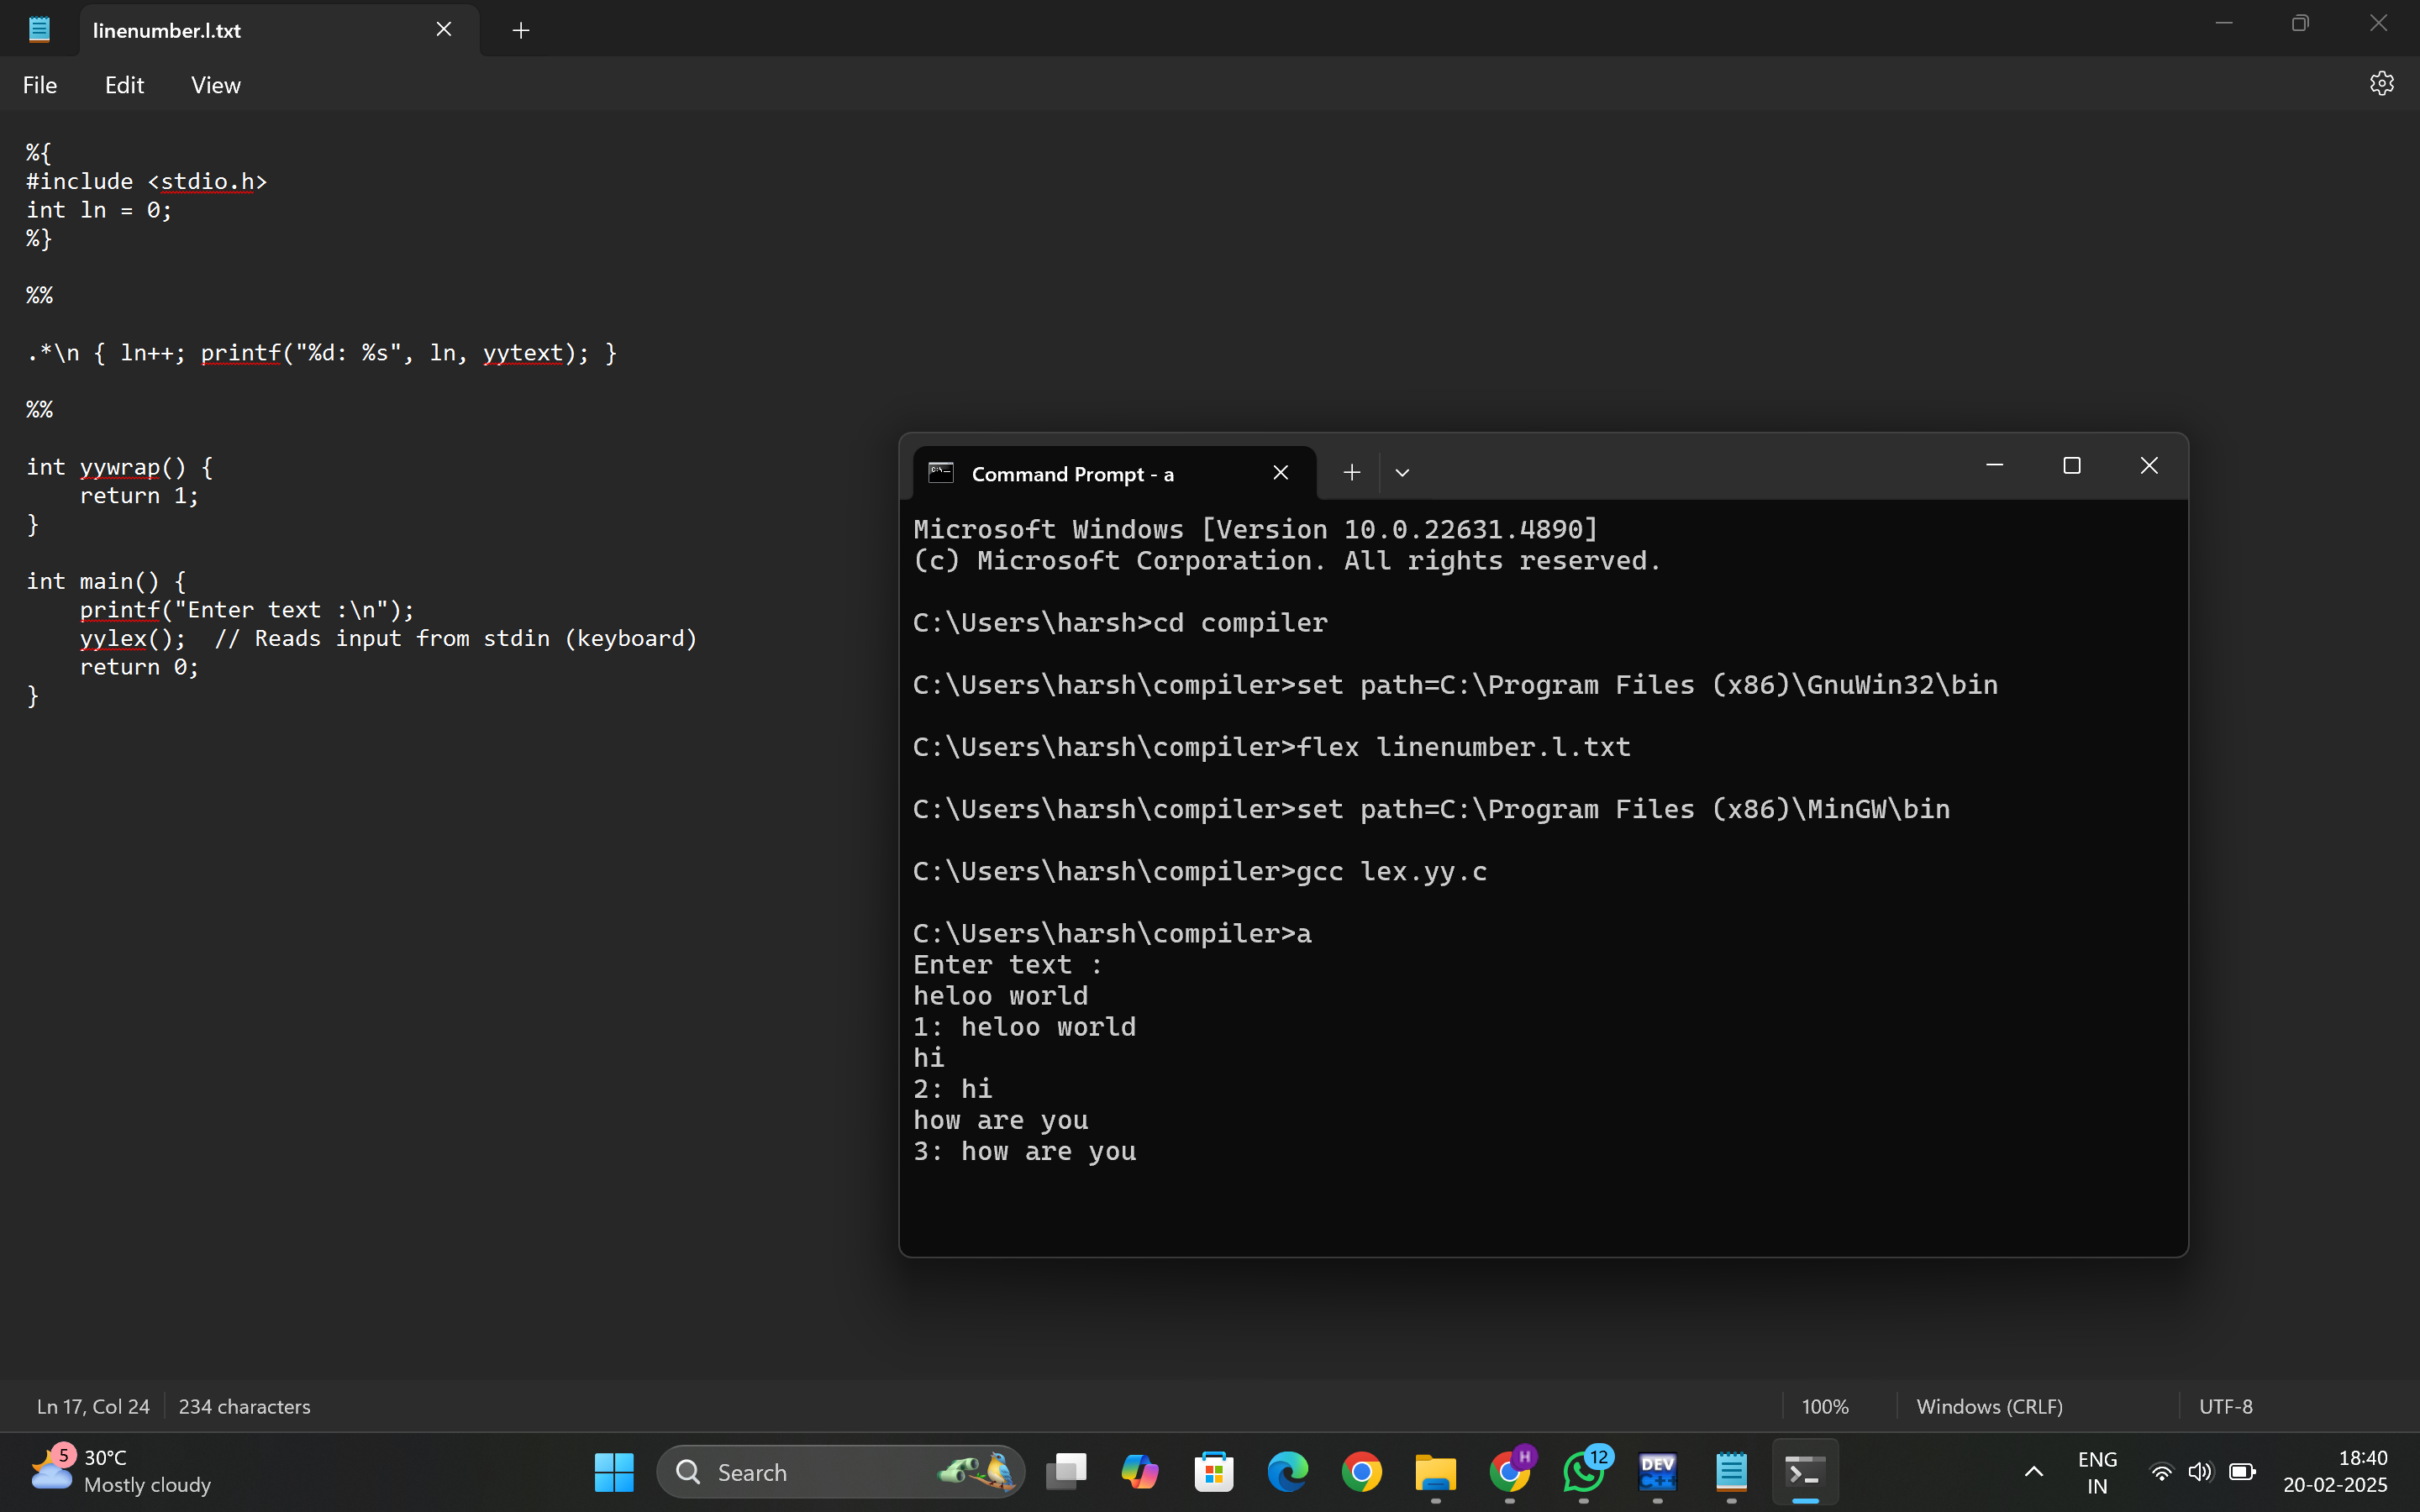 linenumber.l.txt
File Edit View
%{
#include <stdio.h>
int ln = 0;
%}
%%
.*\n { ln++; printf("%d: %s", ln, yytext); }
%%
int yywrap() {
    return 1;
}
int main() {
    printf("Enter text :\n");
    yylex();  // Reads input from stdin (keyboard)
    return 0;
}
Command Prompt - a
Microsoft Windows [Version 10.0.22631.4890]
(c) Microsoft Corporation. All rights reserved.
C:\Users\harsh>cd compiler
C:\Users\harsh\compiler>set path=C:\Program Files (x86)\GnuWin32\bin
C:\Users\harsh\compiler>flex linenumber.l.txt
C:\Users\harsh\compiler>set path=C:\Program Files (x86)\MinGW\bin
C:\Users\harsh\compiler>gcc lex.yy.c
C:\Users\harsh\compiler>a
Enter text :
heloo world
1: heloo world
hi
2: hi
how are you
3: how are you
Ln 17, Col 24 234 characters 100% Windows (CRLF) UTF-8
5 30°C
Mostly cloudy
Search
H
12
DEV
C++
ENG
IN
18:40
20-02-2025